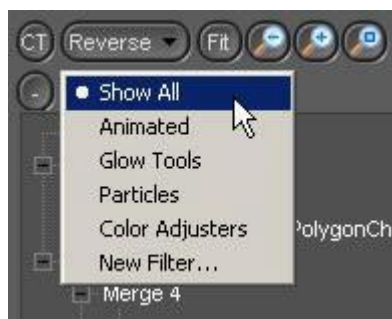 CT Reverse Fit
-
Show All
Animated
Glow Tools
Particles
Color Adjusters
PolygonCh
New Filter...
Merge 4